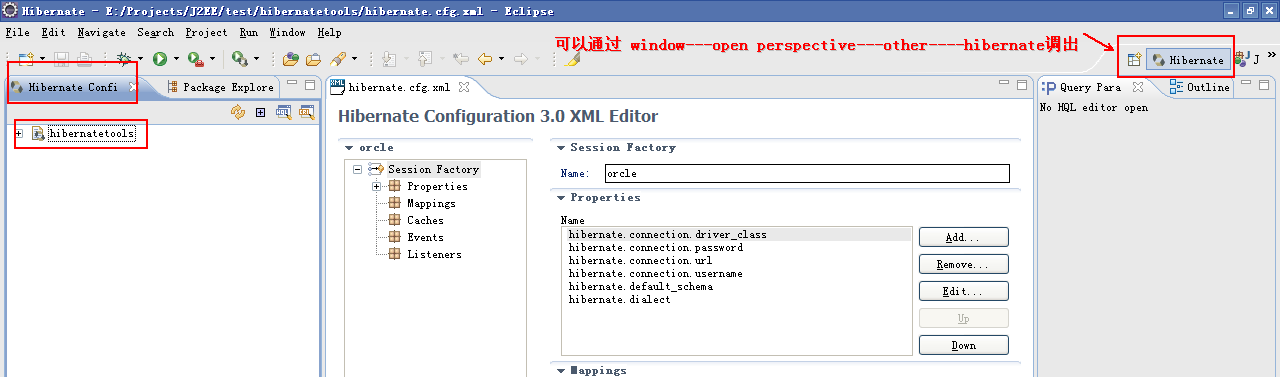 Hibernate - E:/Projects/J2EE/test/hibernatetools/hibernate.cfg.xml - Eclipse
File Edit Navigate Search Project Run Window Help
可以通过 window---open perspective---other----hibernate调出
Hibernate J »
Hibernate Confi Package Explore
hibernatetools
XML hibernate.cfg.xml
Hibernate Configuration 3.0 XML Editor
orcle
Session Factory
Properties
Mappings
Caches
Events
Listeners
Session Factory
Name: orcle
Properties
Name
hibernate.connection.driver_class
hibernate.connection.password
hibernate.connection.url
hibernate.connection.username
hibernate.default_schema
hibernate.dialect
Add...
Remove...
Edit...
Up
Down
Mappings
Query Para Outline
No HQL editor open